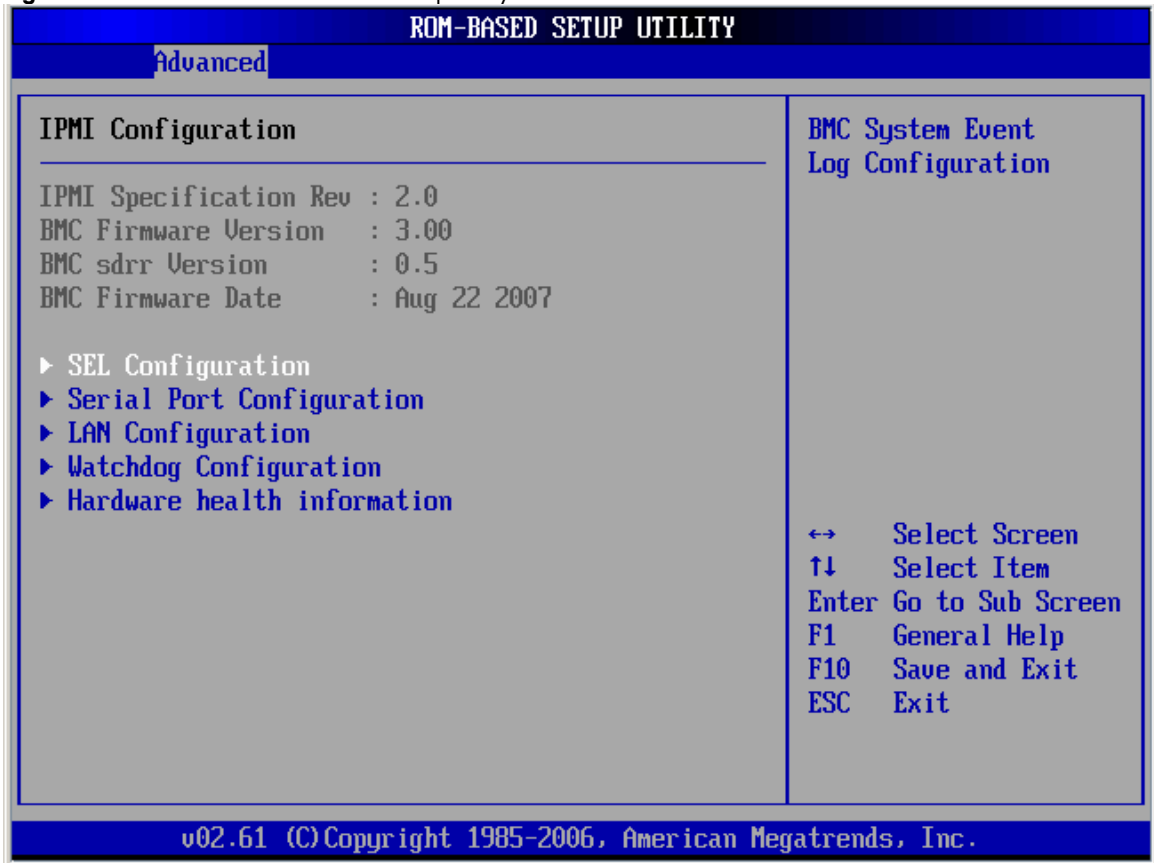 ROM-BASED SETUP UTILITY
Advanced
IPMI Configuration
IPMI Specification Rev : 2.0
BMC Firmware Version : 3.00
BMC sdrr Version : 0.5
BMC Firmware Date : Aug 22 2007
▶ SEL Configuration
▶ Serial Port Configuration
▶ LAN Configuration
▶ Watchdog Configuration
▶ Hardware health information
BMC System Event
Log Configuration
←→ Select Screen
↑↓ Select Item
Enter Go to Sub Screen
F1 General Help
F10 Save and Exit
ESC Exit
v02.61 (C)Copyright 1985-2006, American Megatrends, Inc.